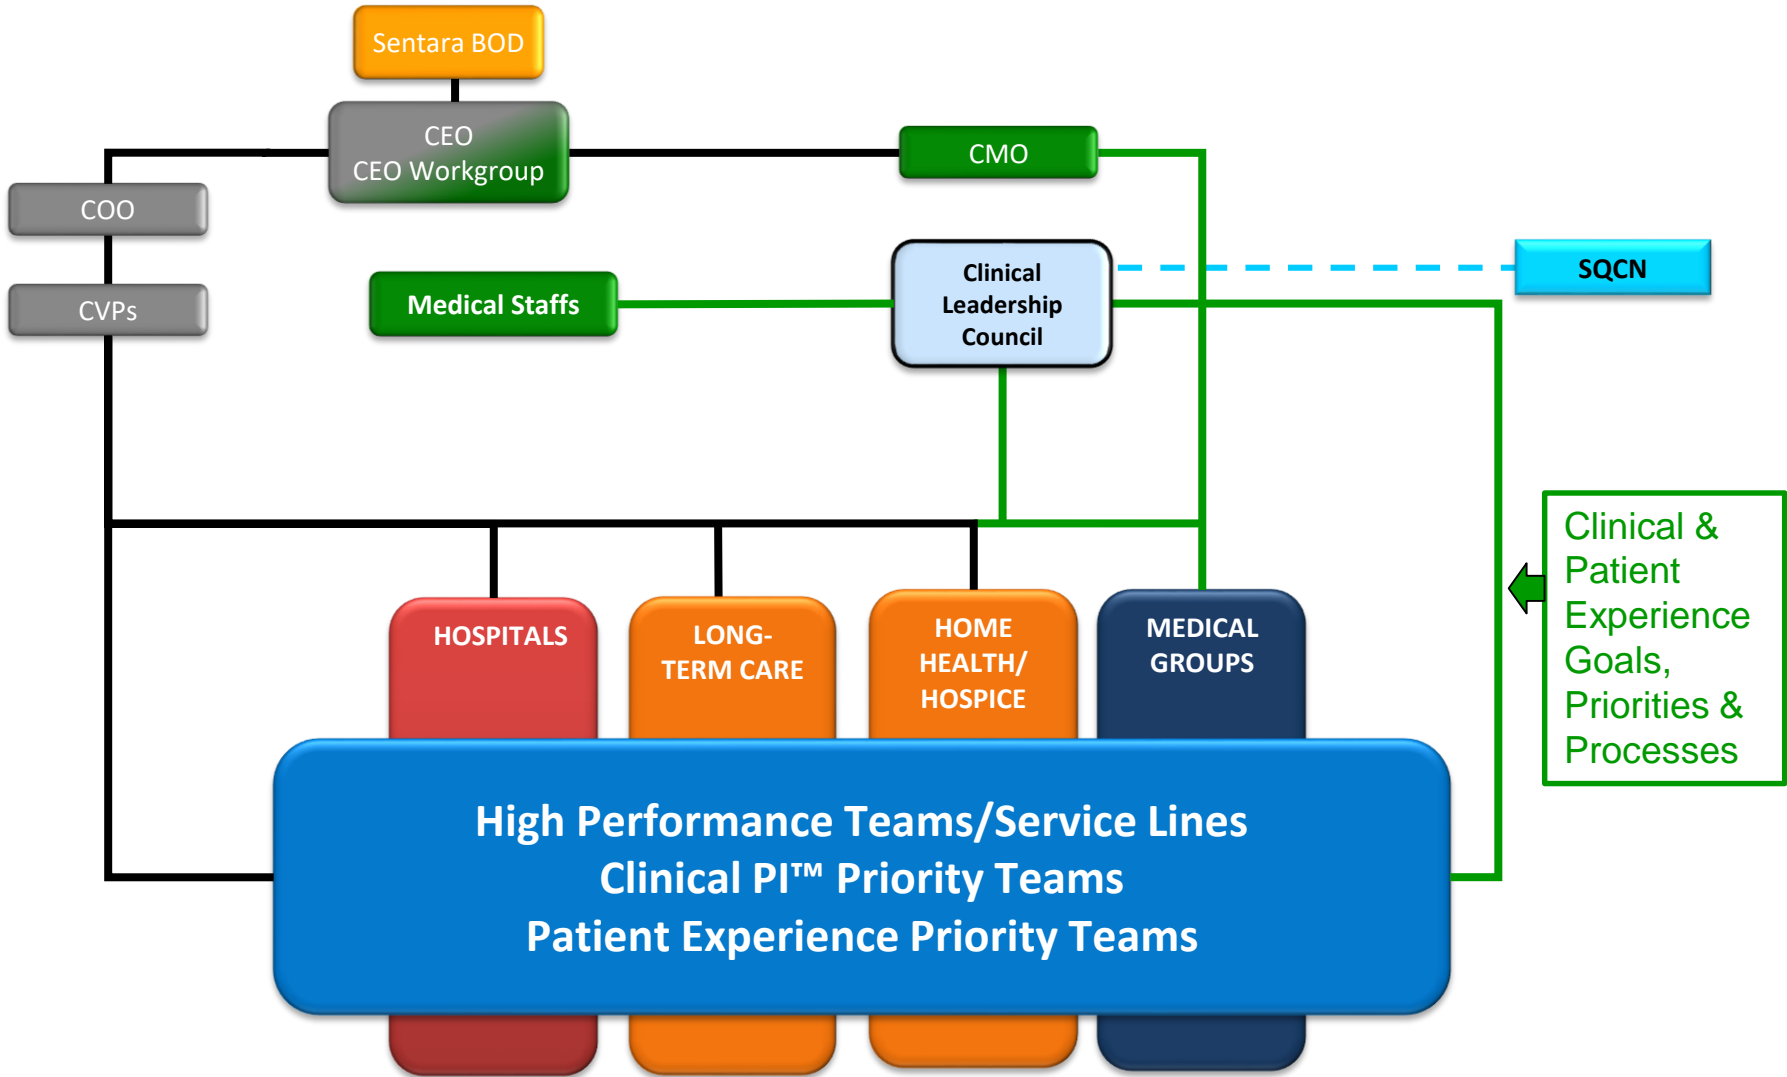 Sentara BOD
CEO
CEO Workgroup
CMO
COO
CVPs
Medical Staffs
Clinical
Leadership
Council
SQCN
Clinical &
Patient
Experience
Goals,
Priorities &
Processes
HOSPITALS
LONG-
TERM CARE
HOME
HEALTH/
HOSPICE
MEDICAL
GROUPS
High Performance Teams/Service Lines
Clinical PI™ Priority Teams
Patient Experience Priority Teams